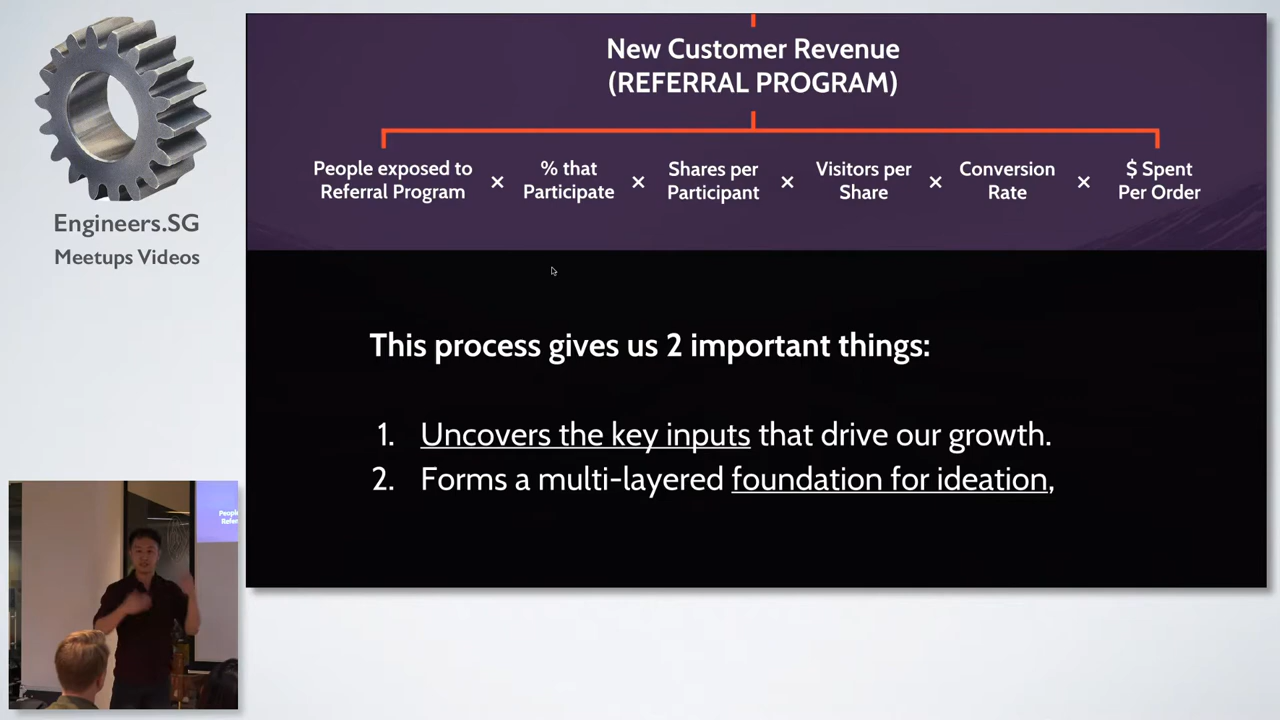 Engineers.SG
Meetups Videos
New Customer Revenue
(REFERRAL PROGRAM)
People exposed to
Referral Program
×
% that
Participate
×
Shares per
Participant
×
Visitors per
Share
×
Conversion
Rate
×
$ Spent
Per Order
This process gives us 2 important things:
1. Uncovers the key inputs that drive our growth.
2. Forms a multi-layered foundation for ideation,
People
Refer